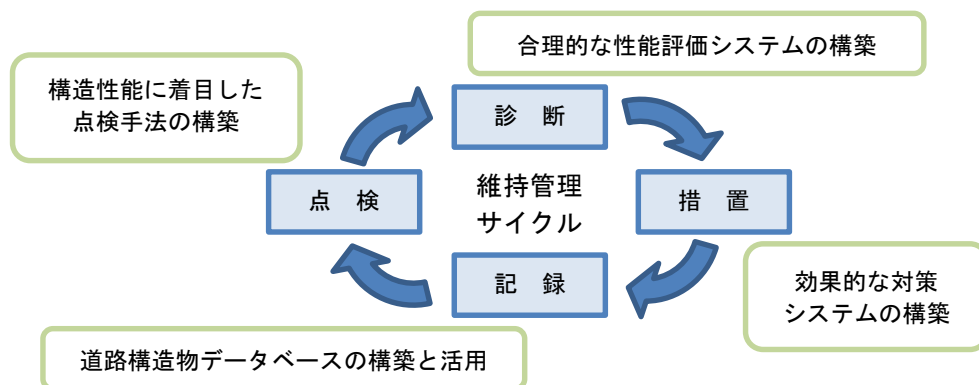 合理的な性能評価システムの構築
構造性能に着目した
点検手法の構築
診 断
点 検
維持管理
サイクル
措 置
記 録
効果的な対策
システムの構築
道路構造物データベースの構築と活用